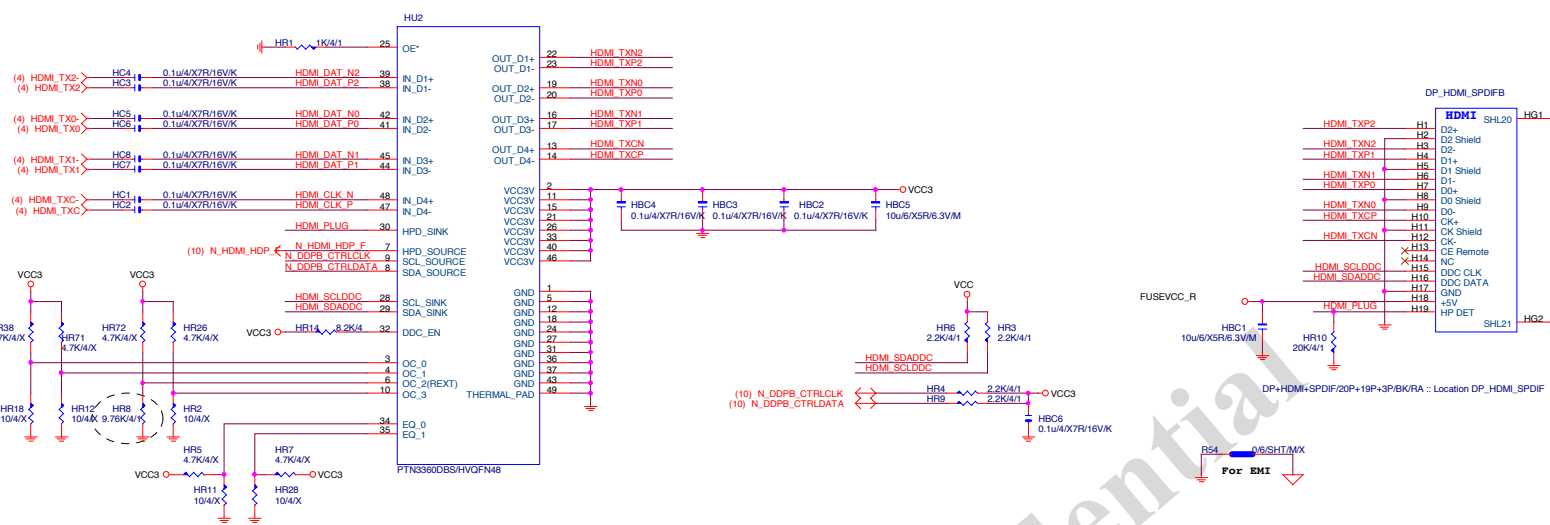 HU2
HR1 1K/4/1 25 OE*
(4) HDMI_TX2- HC4 0.1u/4/X7R/16V/K HDMI_DAT_N2 39 IN_D1+
(4) HDMI_TX2 HC3 0.1u/4/X7R/16V/K HDMI_DAT_P2 38 IN_D1-
(4) HDMI_TX0- HC5 0.1u/4/X7R/16V/K HDMI_DAT_N0 42 IN_D2+
(4) HDMI_TX0 HC6 0.1u/4/X7R/16V/K HDMI_DAT_P0 41 IN_D2-
(4) HDMI_TX1- HC8 0.1u/4/X7R/16V/K HDMI_DAT_N1 45 IN_D3+
(4) HDMI_TX1 HC7 0.1u/4/X7R/16V/K HDMI_DAT_P1 44 IN_D3-
(4) HDMI_TXC- HC1 0.1u/4/X7R/16V/K HDMI_CLK_N 48 IN_D4+
(4) HDMI_TXC HC2 0.1u/4/X7R/16V/K HDMI_CLK_P 47 IN_D4-
HDMI_PLUG 30 HPD_SINK
(10) N_HDMI_HDP_F N_HDMI_HDP_F 7 HPD_SOURCE
N_DDPB_CTRLCLK 9 SCL_SOURCE
N_DDPB_CTRLDATA 8 SDA_SOURCE
HDMI_SCLDDC 28 SCL_SINK
HDMI_SDADDC 29 SDA_SINK
VCC3 HR14 8.2K/4 32 DDC_EN
3 OC_0
4 OC_1
6 OC_2(REXT)
10 OC_3
34 EQ_0
35 EQ_1
VCC3 VCC3
HR71 4.7K/4/X
HR72 4.7K/4/X
HR26 4.7K/4/X
HR18 10/4/X
HR12 10/4/X
HR8 9.76K/4/1
HR2 10/4/X
HR5 4.7K/4/X
HR7 4.7K/4/X
VCC3 VCC3
HR11 10/4/X
HR28 10/4/X
PTN3360DBS/HVQFN48
OUT_D1+ 22 HDMI_TXN2
OUT_D1- 23 HDMI_TXP2
OUT_D2+ 19 HDMI_TXN0
OUT_D2- 20 HDMI_TXP0
OUT_D3+ 16 HDMI_TXN1
OUT_D3- 17 HDMI_TXP1
OUT_D4+ 13 HDMI_TXCN
OUT_D4- 14 HDMI_TXCP
VCC3V 2
VCC3V 11
VCC3V 15
VCC3V 21
VCC3V 26
VCC3V 33
VCC3V 40
VCC3V 46
GND 1
GND 5
GND 12
GND 18
GND 24
GND 27
GND 31
GND 36
GND 37
GND 43
THERMAL_PAD 49
VCC3
HBC4 0.1u/4/X7R/16V/K
HBC3 0.1u/4/X7R/16V/K
HBC2 0.1u/4/X7R/16V/K
HBC5 10u/6/X5R/6.3V/M
VCC
HR6 2.2K/4/1
HR3 2.2K/4/1
HDMI_SDADDC
HDMI_SCLDDC
(10) N_DDPB_CTRLCLK HR4 2.2K/4/1 VCC3
(10) N_DDPB_CTRLDATA HR9 2.2K/4/1
HBC6 0.1u/4/X7R/16V/K
DP_HDMI_SPDIFB
HDMI
SHL20 HG1
HDMI_TXP2 H1 D2+
H2 D2 Shield
HDMI_TXN2 H3 D2-
HDMI_TXP1 H4 D1+
H5 D1 Shield
HDMI_TXN1 H6 D1-
HDMI_TXP0 H7 D0+
H8 D0 Shield
HDMI_TXN0 H9 D0-
HDMI_TXCP H10 CK+
H11 CK Shield
HDMI_TXCN H12 CK-
H13 CE Remote
H14 NC
HDMI_SCLDDC H15 DDC CLK
HDMI_SDADDC H16 DDC DATA
H17 GND
FUSEVCC_R H18 +5V
HDMI_PLUG H19 HP DET
SHL21 HG2
HBC1 10u/6/X5R/6.3V/M
HR10 20K/4/1
DP+HDMI+SPDIF/20P+19P+3P/BK/RA :: Location DP_HDMI_SPDIF
R54 0/6/SHT/M/X
For EMI